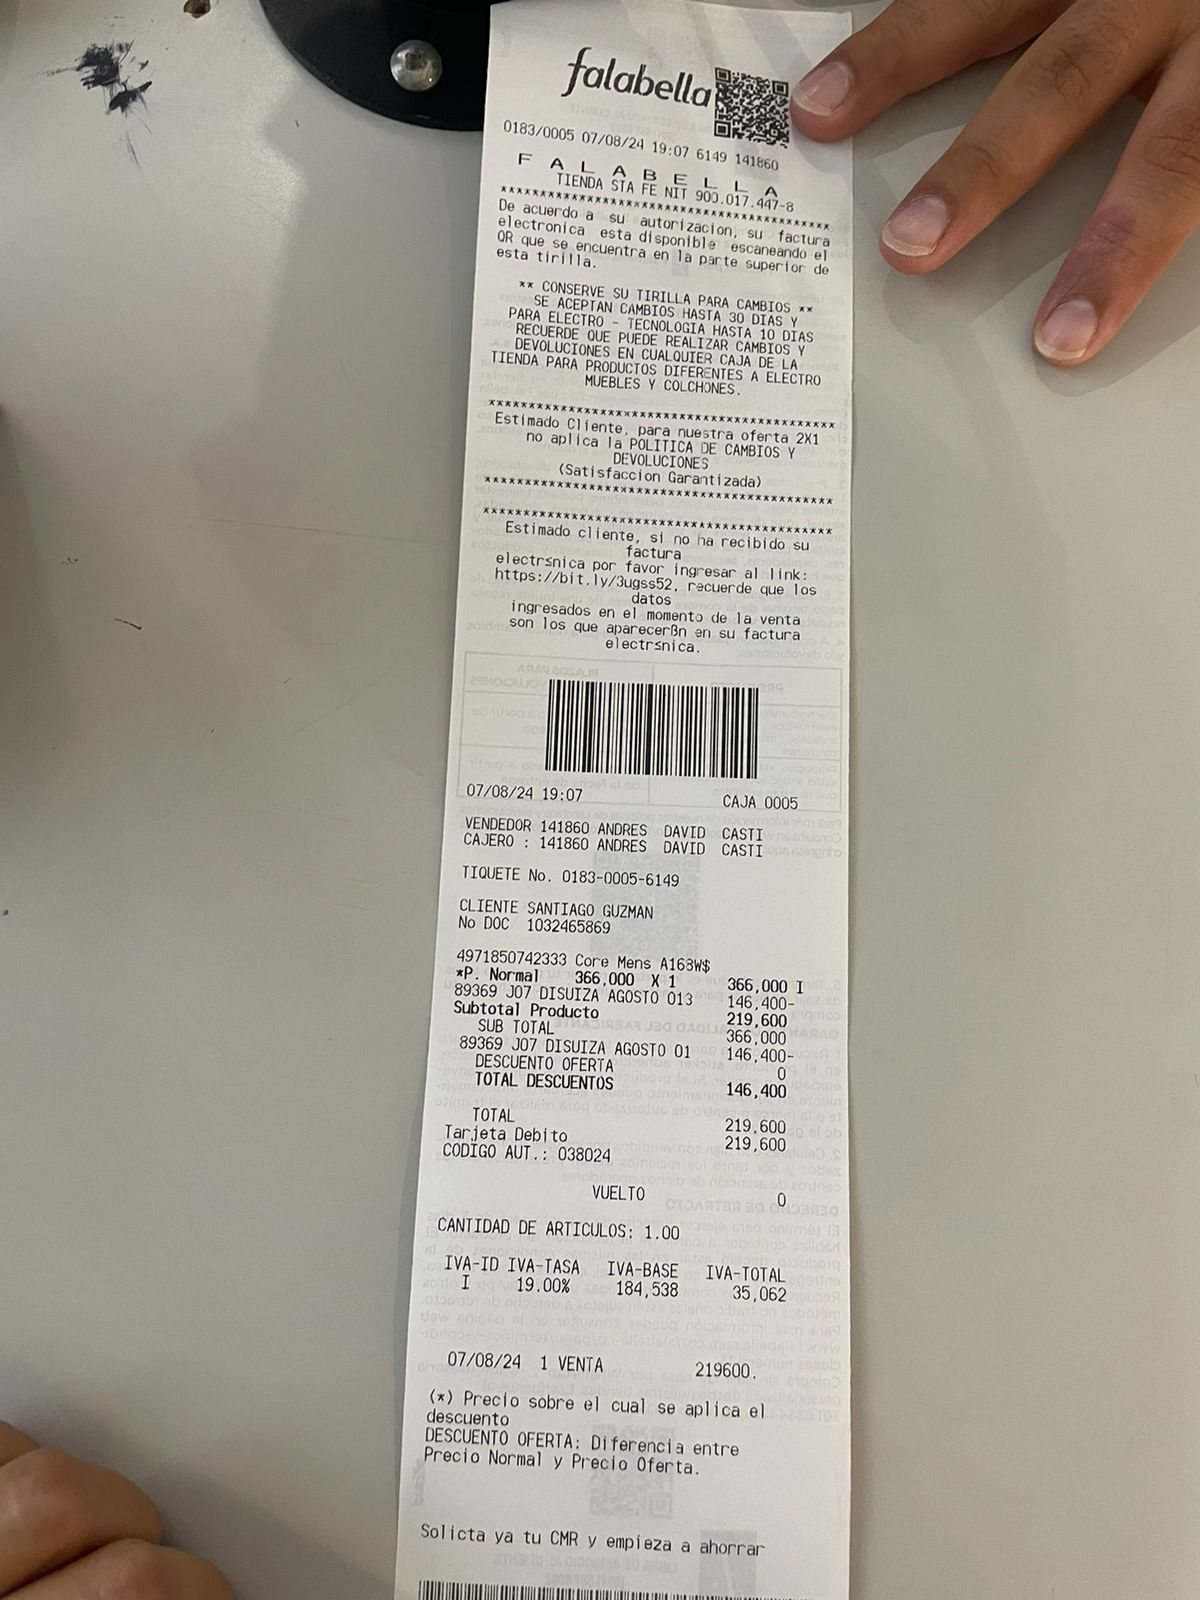 falabella
0183/0005 07/08/24 19:07 6149 141860
F A L A B E L L A
TIENDA STA FE NIT 900.017.447-8
******************************************
De acuerdo a su autorizacion, su factura
electronica esta disponible escaneando el
QR que se encuentra en la parte superior de
esta tirilla.
** CONSERVE SU TIRILLA PARA CAMBIOS **
SE ACEPTAN CAMBIOS HASTA 30 DIAS Y
PARA ELECTRO - TECNOLOGIA HASTA 10 DIAS
RECUERDE QUE PUEDE REALIZAR CAMBIOS Y
DEVOLUCIONES EN CUALQUIER CAJA DE LA
TIENDA PARA PRODUCTOS DIFERENTES A ELECTRO
MUEBLES Y COLCHONES.
******************************************
Estimado Cliente, para nuestra oferta 2X1
no aplica la POLITICA DE CAMBIOS Y
DEVOLUCIONES
(Satisfaccion Garantizada)
******************************************
******************************************
Estimado cliente, si no ha recibido su
factura
electr≤nica por favor ingresar al link:
https://bit.ly/3ugss52, recuerde que los
datos
ingresados en el momento de la venta
son los que aparecerßn en su factura
electr≤nica.
07/08/24 19:07 CAJA 0005
VENDEDOR 141860 ANDRES DAVID CASTI
CAJERO : 141860 ANDRES DAVID CASTI
TIQUETE No. 0183-0005-6149
CLIENTE SANTIAGO GUZMAN
No DOC 1032465869
4971850742333 Core Mens A168W$
*P. Normal 366,000 X 1 366,000 I
89369 J07 DISUIZA AGOSTO 013 146,400-
Subtotal Producto 219,600
SUB TOTAL 366,000
89369 J07 DISUIZA AGOSTO 01 146,400-
DESCUENTO OFERTA 0
TOTAL DESCUENTOS 146,400
TOTAL 219,600
Tarjeta Debito 219,600
CODIGO AUT.: 038024
VUELTO 0
CANTIDAD DE ARTICULOS: 1.00
IVA-ID IVA-TASA IVA-BASE IVA-TOTAL
I 19.00% 184,538 35,062
07/08/24 1 VENTA 219600.
(*) Precio sobre el cual se aplica el
descuento
DESCUENTO OFERTA: Diferencia entre
Precio Normal y Precio Oferta.
Solicta ya tu CMR y empieza a ahorrar